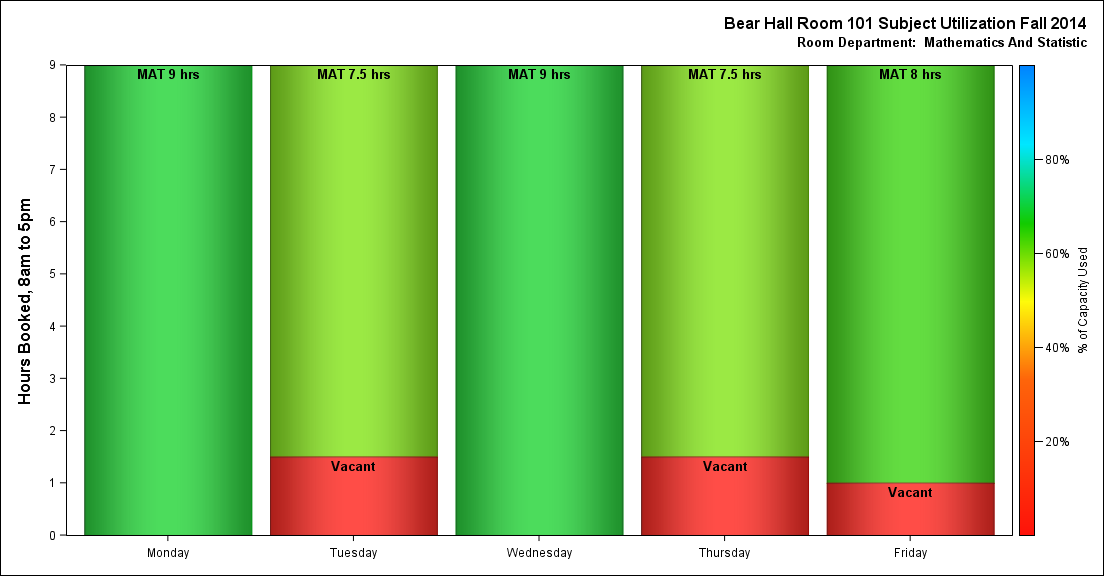 Bear Hall Room 101 Subject Utilization Fall 2014
Room Department:  Mathematics And Statistic
Hours Booked, 8am to 5pm
9
8
7
6
5
4
3
2
1
0
MAT 9 hrs
MAT 7.5 hrs
MAT 9 hrs
MAT 7.5 hrs
MAT 8 hrs
Vacant
Vacant
Vacant
Monday
Tuesday
Wednesday
Thursday
Friday
80%
60%
40%
20%
% of Capacity Used